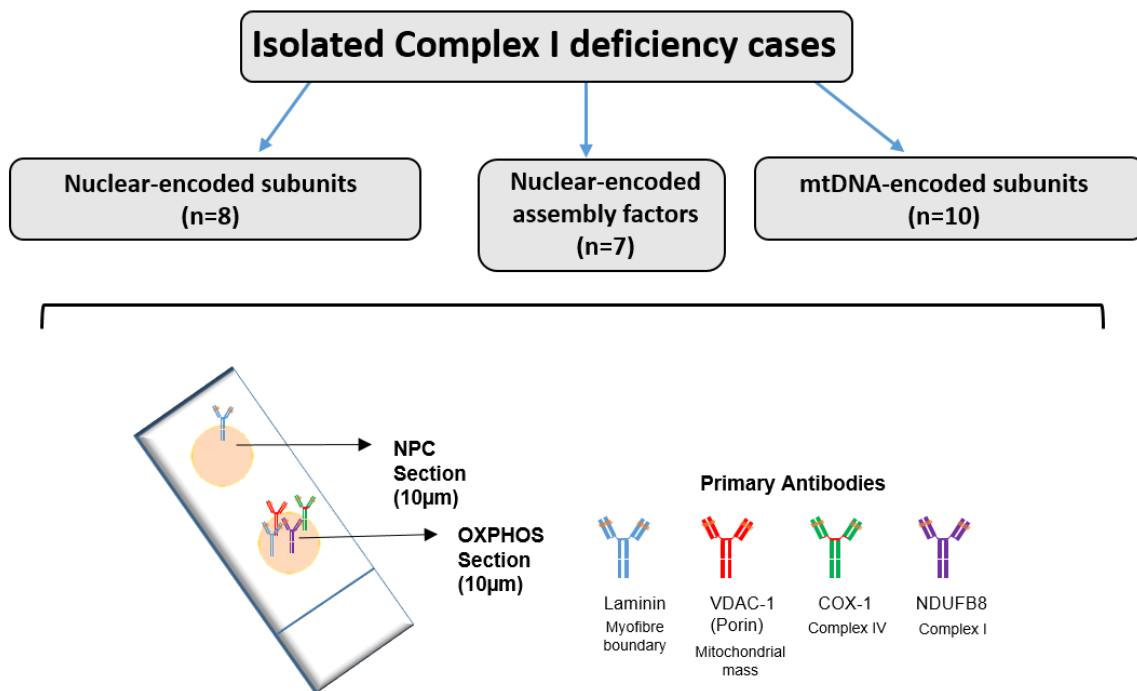 Isolated Complex I deficiency cases
Nuclear-encoded subunits
(n=8)
Nuclear-encoded
assembly factors
(n=7)
mtDNA-encoded subunits
(n=10)
NPC
Section
(10µm)
OXPHOS
Section
(10µm)
Primary Antibodies
Laminin
Myofibre
boundary
VDAC-1
(Porin)
Mitochondrial
mass
COX-1
Complex IV
NDUFB8
Complex I